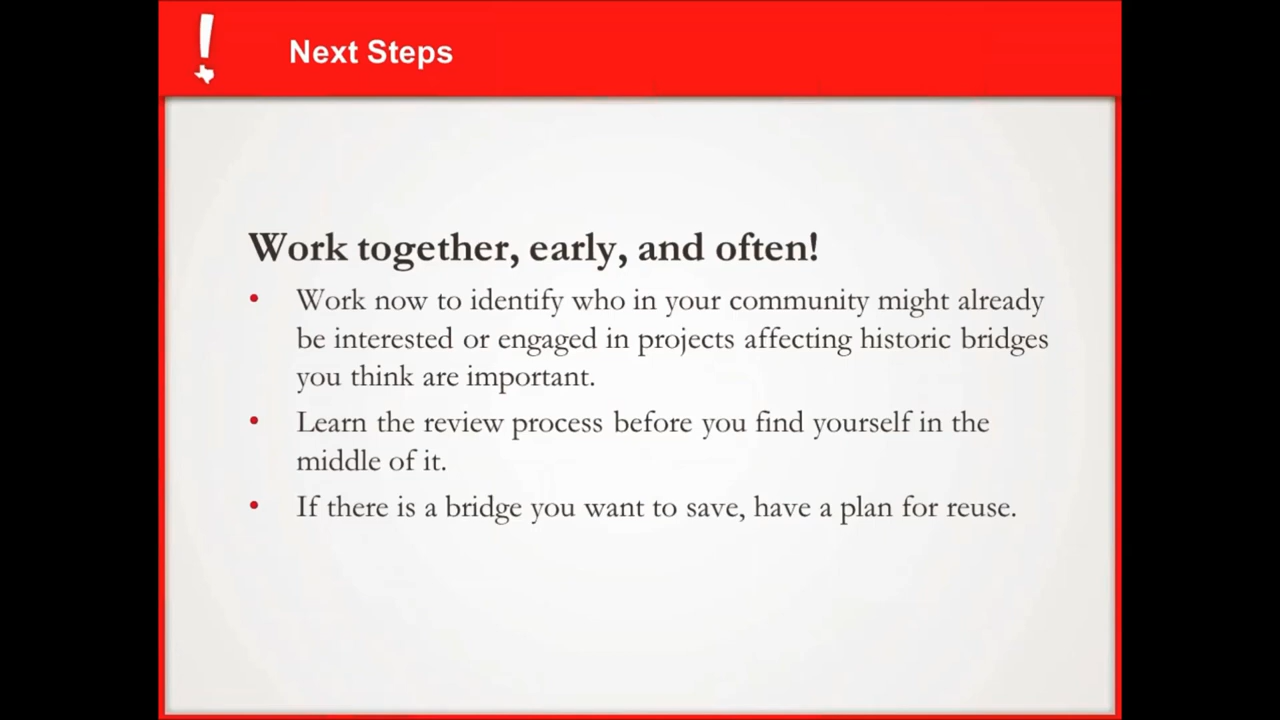 Next Steps
Work together, early, and often!
• Work now to identify who in your community might already
be interested or engaged in projects affecting historic bridges
you think are important.
• Learn the review process before you find yourself in the
middle of it.
• If there is a bridge you want to save, have a plan for reuse.